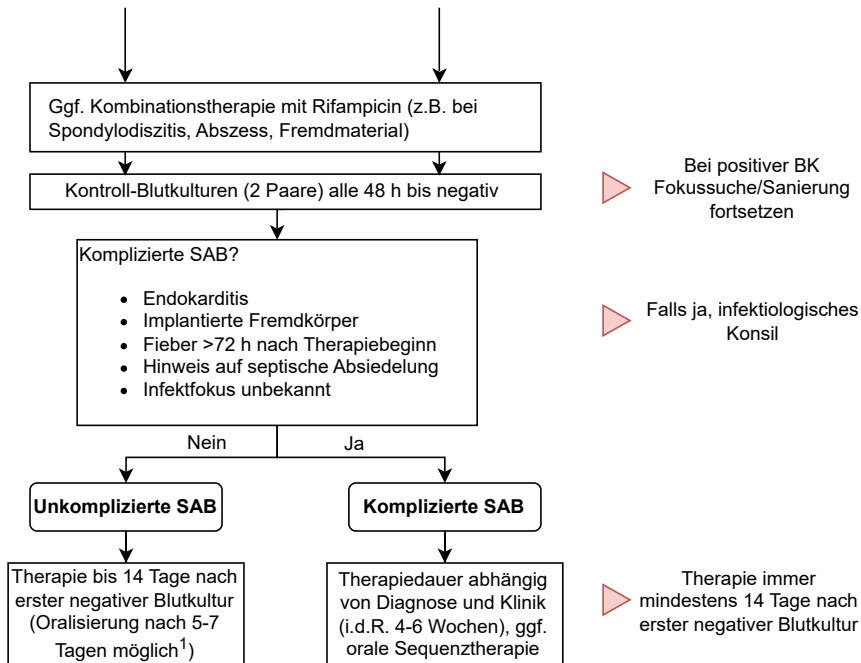 Ggf. Kombinationstherapie mit Rifampicin (z.B. bei
Spondylodiszitis, Abszess, Fremdmaterial)
Kontroll-Blutkulturen (2 Paare) alle 48 h bis negativ
Bei positiver BK
Fokussuche/Sanierung
fortsetzen
Komplizierte SAB?
• Endokarditis
• Implantierte Fremdkörper
• Fieber >72 h nach Therapiebeginn
• Hinweis auf septische Absiedelung
• Infektfokus unbekannt
Falls ja, infektiologisches
Konsil
Nein
Ja
Unkomplizierte SAB
Komplizierte SAB
Therapie bis 14 Tage nach
erster negativer Blutkultur
(Oralisierung nach 5-7
Tagen möglich¹)
Therapiedauer abhängig
von Diagnose und Klinik
(i.d.R. 4-6 Wochen), ggf.
orale Sequenztherapie
Therapie immer
mindestens 14 Tage nach
erster negativer Blutkultur